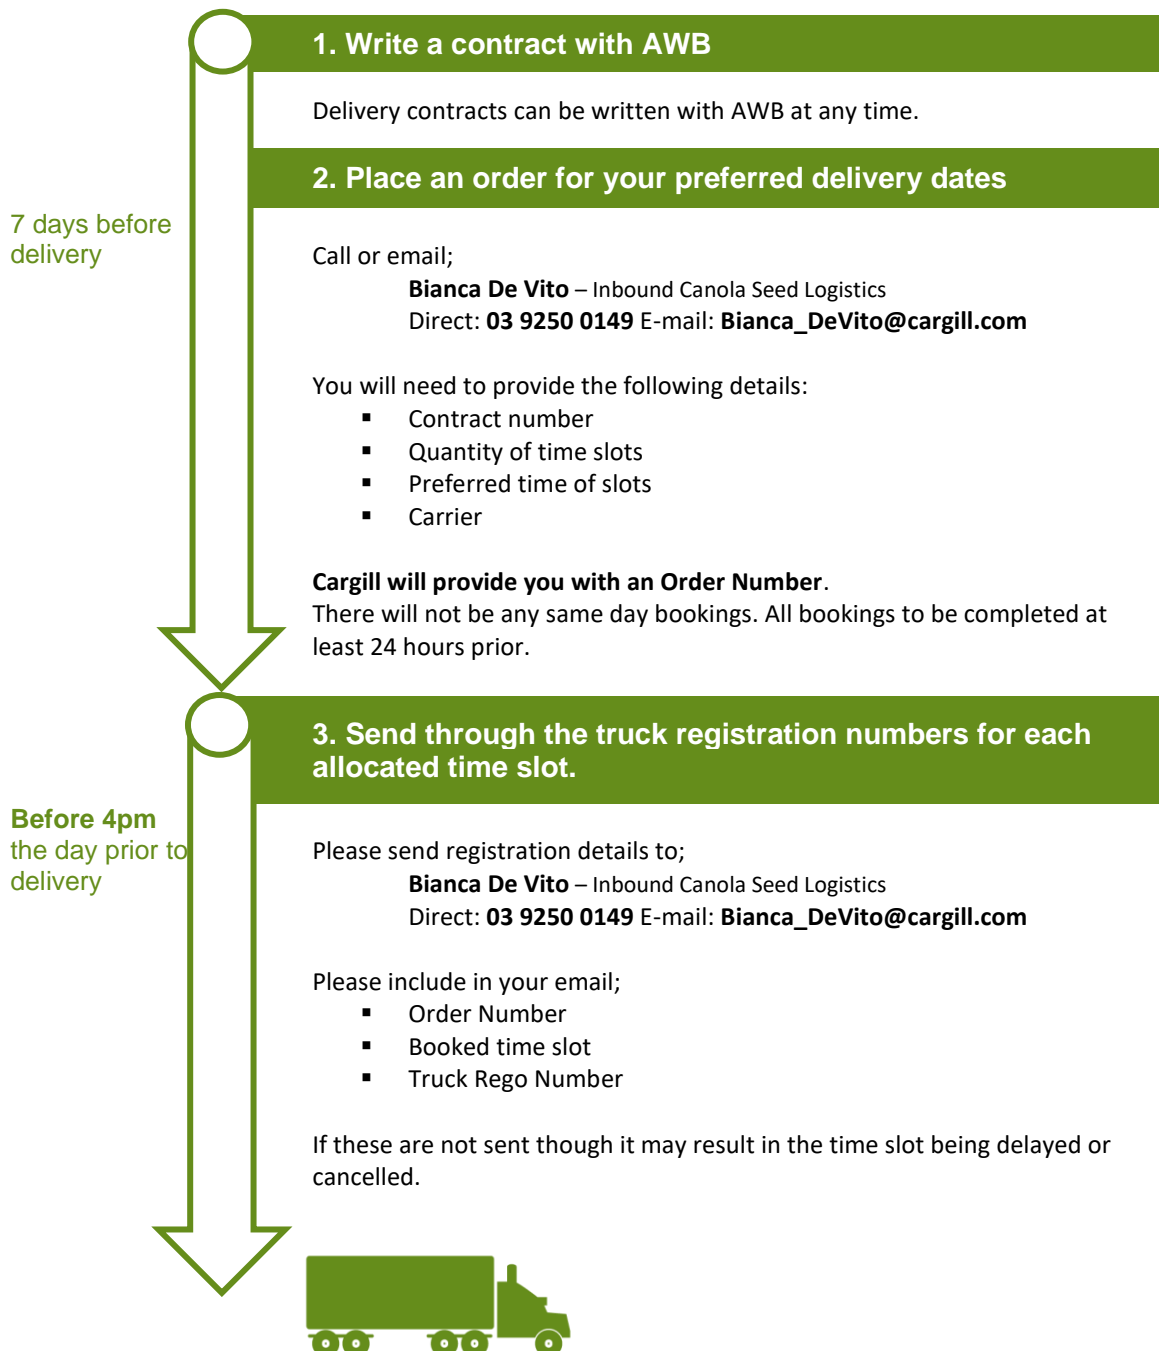 1. Write a contract with AWB
Delivery contracts can be written with AWB at any time.
2. Place an order for your preferred delivery dates
7 days before
delivery
Call or email;
Bianca De Vito – Inbound Canola Seed Logistics
Direct: 03 9250 0149 E-mail: Bianca_DeVito@cargill.com
You will need to provide the following details:
▪ Contract number
▪ Quantity of time slots
▪ Preferred time of slots
▪ Carrier
Cargill will provide you with an Order Number.
There will not be any same day bookings. All bookings to be completed at
least 24 hours prior.
3. Send through the truck registration numbers for each
allocated time slot.
Before 4pm
the day prior to
delivery
Please send registration details to;
Bianca De Vito – Inbound Canola Seed Logistics
Direct: 03 9250 0149 E-mail: Bianca_DeVito@cargill.com
Please include in your email;
▪ Order Number
▪ Booked time slot
▪ Truck Rego Number
If these are not sent though it may result in the time slot being delayed or
cancelled.